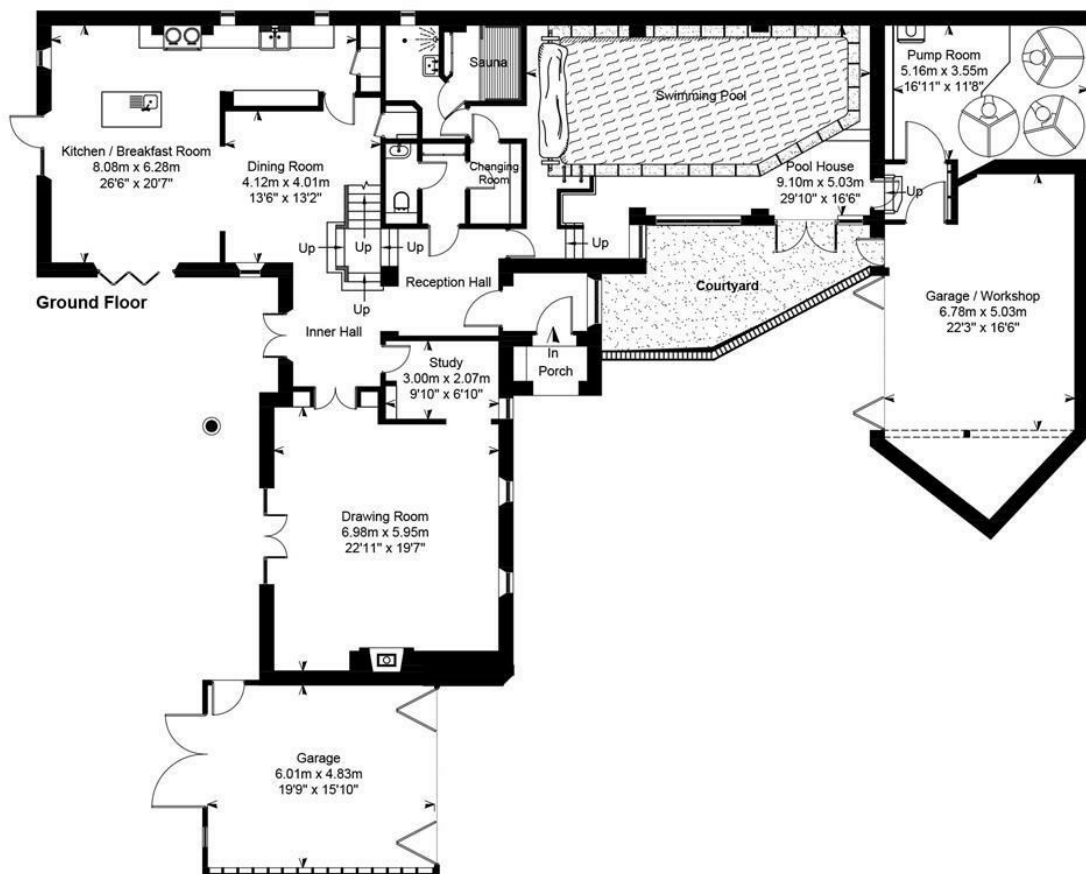 Sauna
Pump Room
5.16m x 3.55m
16'11" x 11'8"
Swimming Pool
Kitchen / Breakfast Room
8.08m x 6.28m
26'6" x 20'7"
Dining Room
4.12m x 4.01m
13'6" x 13'2"
Changing
Room
Pool House
9.10m x 5.03m
29'10" x 16'6"
Up
Up
Up
Up
Up
Up
Ground Floor
Reception Hall
Courtyard
Garage / Workshop
6.78m x 5.03m
22'3" x 16'6"
Inner Hall
In
Porch
Study
3.00m x 2.07m
9'10" x 6'10"
Drawing Room
6.98m x 5.95m
22'11" x 19'7"
Garage
6.01m x 4.83m
19'9" x 15'10"